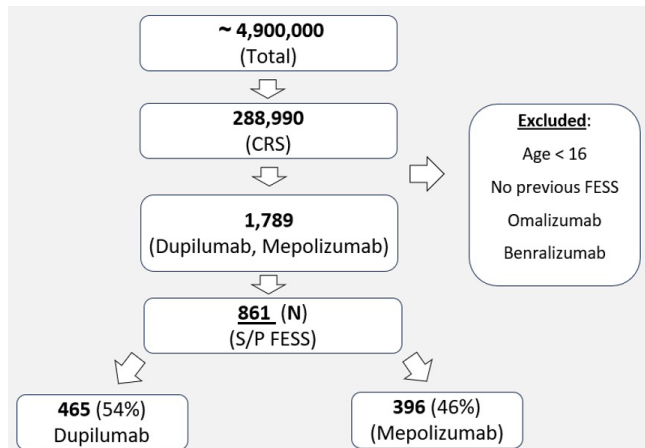 ~ 4,900,000
(Total)
288,990
(CRS)
Excluded:
Age < 16
No previous FESS
Omalizumab
Benralizumab
1,789
(Dupilumab, Mepolizumab)
861 (N)
(S/P FESS)
465 (54%)
Dupilumab
396 (46%)
(Mepolizumab)